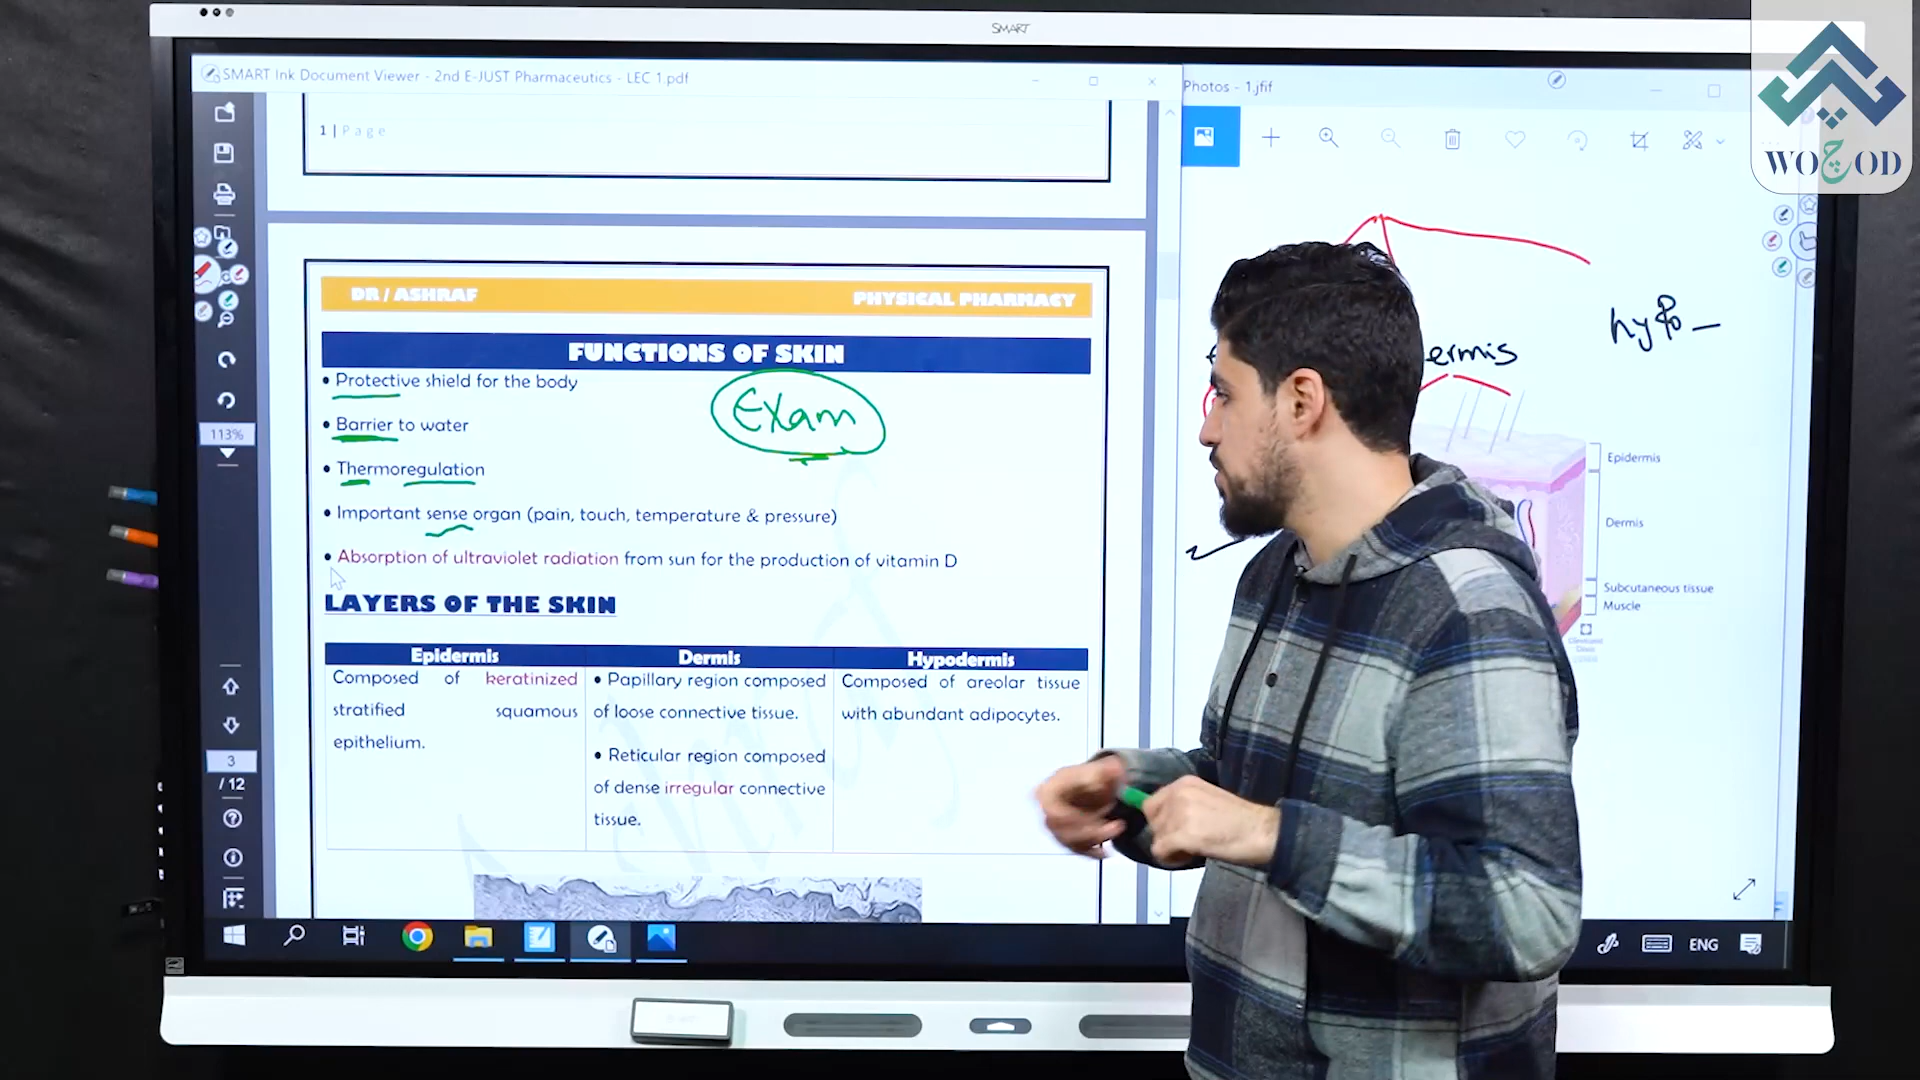 SMART
SMART Ink Document Viewer - 2nd E-JUST Pharmaceutics - LEC 1.pdf
Photos - 1.jfif
WOچOD
1 | Page
113%
DR / ASHRAF
PHYSICAL PHARMACY
FUNCTIONS OF SKIN
• Protective shield for the body
• Barrier to water
• Thermoregulation
• Important sense organ (pain, touch, temperature & pressure)
• Absorption of ultraviolet radiation from sun for the production of vitamin D
Exam
LAYERS OF THE SKIN
Epidermis
Composed of keratinized
stratified squamous
epithelium.
Dermis
• Papillary region composed
of loose connective tissue.
• Reticular region composed
of dense irregular connective
tissue.
Hypodermis
Composed of areolar tissue
with abundant adipocytes.
hypo_
ermis
Epidermis
Dermis
Subcutaneous tissue
Muscle
3
/ 12
ENG